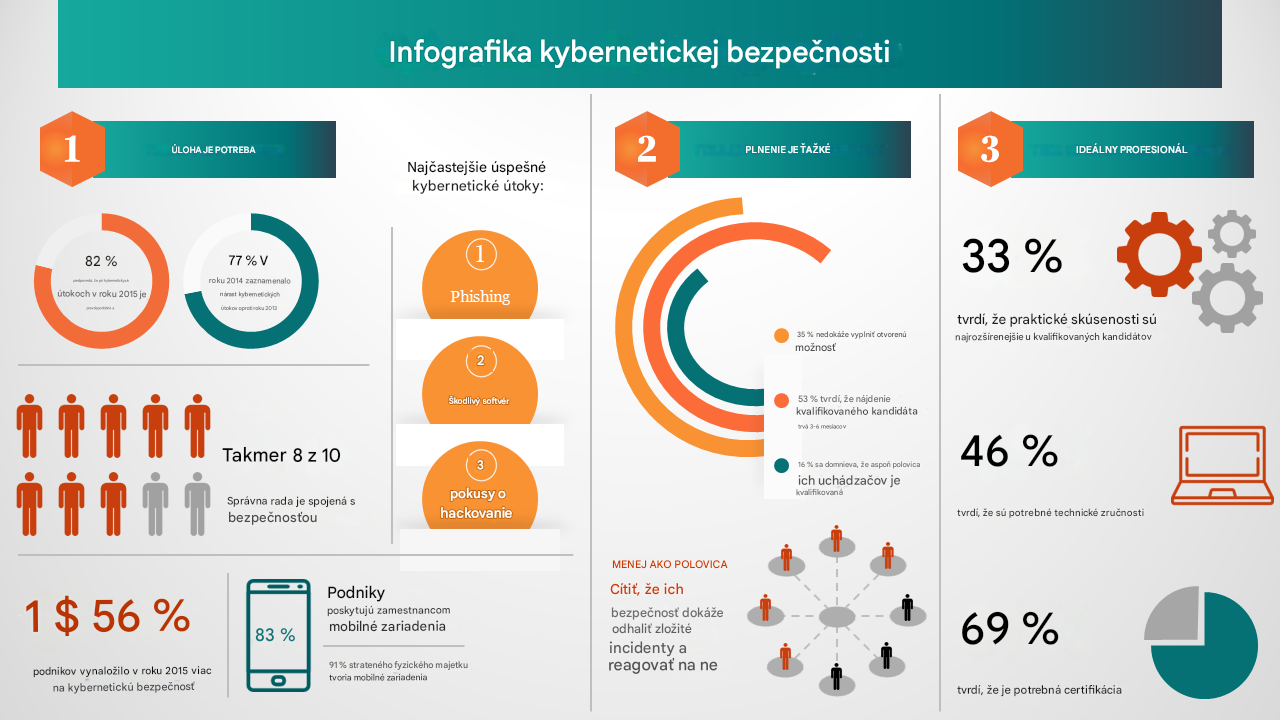 Infografika kybernetickej bezpečnosti
1
ÚLOHA JE POTREBA
82 %
útokoch v roku 2015 je
77 % V
roku 2014 zaznamenalo
nárast kybernetických
útokov oproti roku 2013
Takmer 8 z 10
Správna rada je spojená s
bezpečnosťou
Najčastejšie úspešné
kybernetické útoky:
1
Phishing
2
Škodlivý softvér
3
pokusy o
hackovanie
1 $ 56 %
podnikov vynaložilo v roku 2015 viac
na kybernetickú bezpečnosť
83 %
Podniky
poskytujú zamestnancom
mobilné zariadenia
91 % strateného fyzického majetku
tvoria mobilné zariadenia
2
PLNENIE JE ŤAŽKÉ
35 % nedokáže vyplniť otvorenú
možnosť
53 % tvrdí, že nájdenie
kvalifikovaného kandidáta
trvá 3-6 mesiacov
16 % sa domnieva, že aspoň polovica
ich uchádzačov je
kvalifikovaná
MENEJ AKO POLOVICA
Cítiť, že ich
bezpečnosť dokáže
odhaliť zložité
incidenty a
reagovať na ne
3
IDEÁLNY PROFESIONÁL
33 %
tvrdí, že praktické skúsenosti sú
najrozšírenejšie u kvalifikovaných kandidátov
46 %
tvrdí, že sú potrebné technické zručnosti
69 %
tvrdí, že je potrebná certifikácia